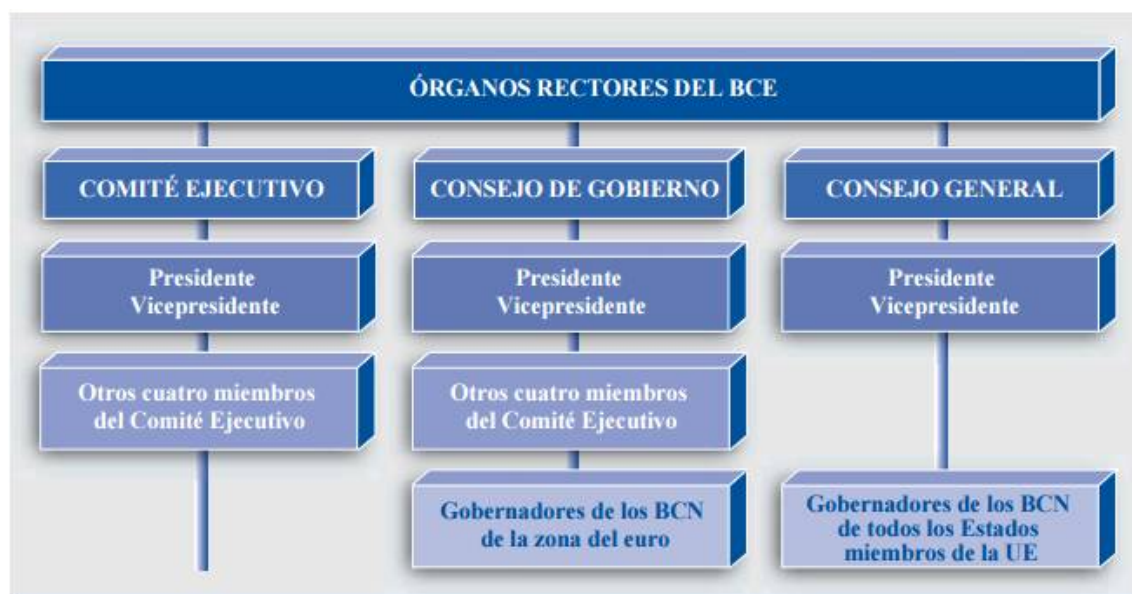 ÓRGANOS RECTORES DEL BCE
COMITÉ EJECUTIVO
Presidente
Vicepresidente
Otros cuatro miembros
del Comité Ejecutivo
CONSEJO DE GOBIERNO
Presidente
Vicepresidente
Otros cuatro miembros
del Comité Ejecutivo
Gobernadores de los BCN
de la zona del euro
CONSEJO GENERAL
Presidente
Vicepresidente
Gobernadores de los BCN
de todos los Estados
miembros de la UE